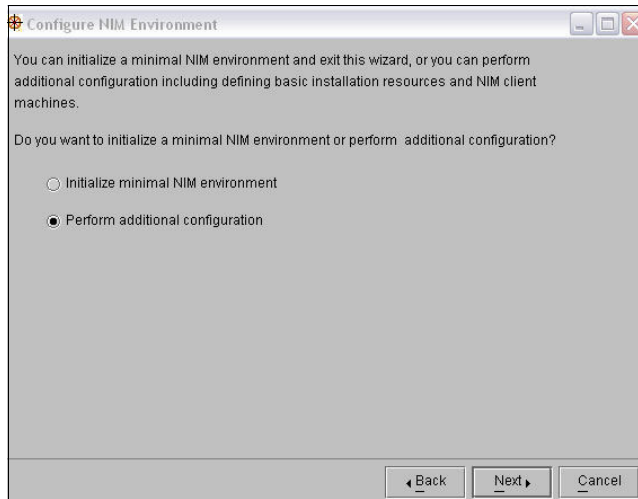 Configure NIM Environment
You can initialize a minimal NIM environment and exit this wizard, or you can perform
additional configuration including defining basic installation resources and NIM client
machines.
Do you want to initialize a minimal NIM environment or perform additional configuration?
Initialize minimal NIM environment
Perform additional configuration
Back Next Cancel